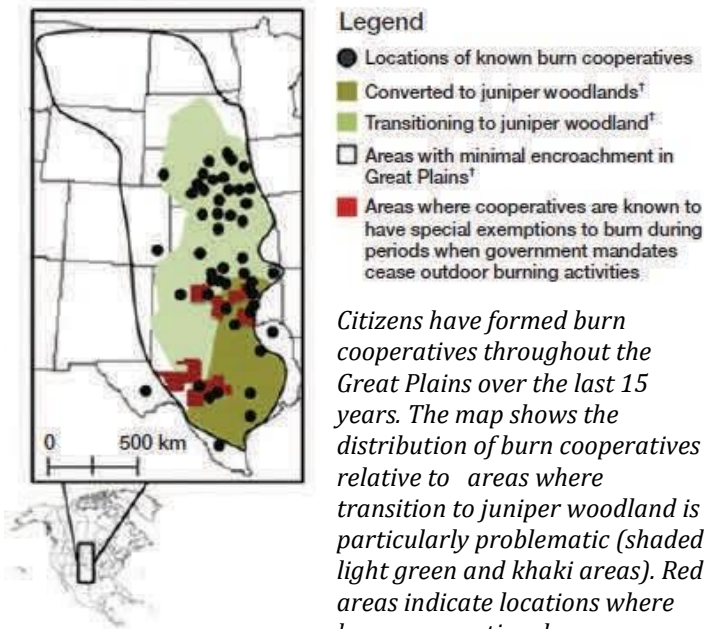 Legend
Locations of known burn cooperatives
Converted to juniper woodlands†
Transitioning to juniper woodland†
Areas with minimal encroachment in
Great Plains†
Areas where cooperatives are known to
have special exemptions to burn during
periods when government mandates
cease outdoor burning activities
0 500 km
Citizens have formed burn
cooperatives throughout the
Great Plains over the last 15
years. The map shows the
distribution of burn cooperatives
relative to areas where
transition to juniper woodland is
particularly problematic (shaded
light green and khaki areas). Red
areas indicate locations where